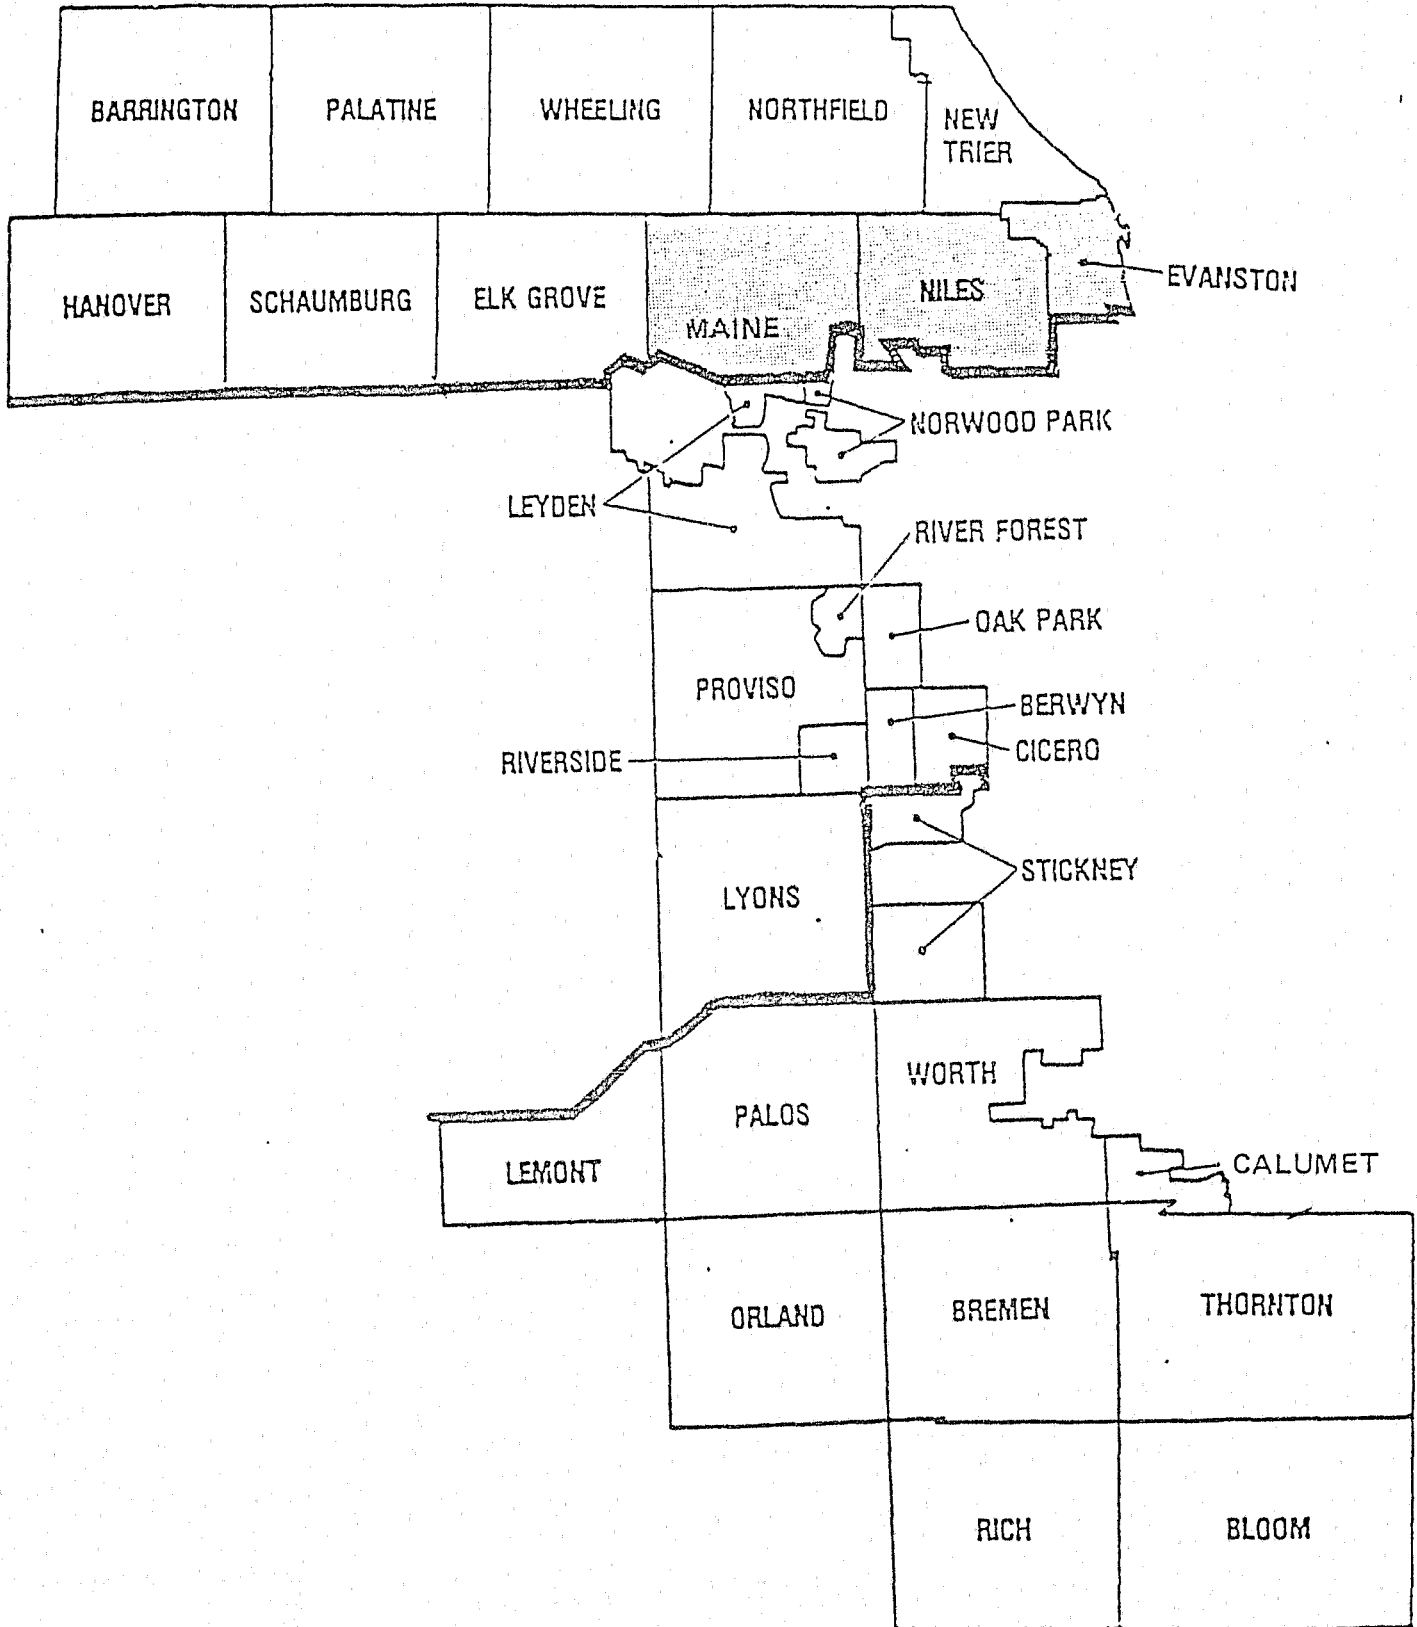 BARRINGTON
PALATINE
WHEELING
NORTHFIELD
NEW
TRIER
HANOVER
SCHAUMBURG
ELK GROVE
MAINE
NILES
EVANSTON
NORWOOD PARK
LEYDEN
RIVER FOREST
OAK PARK
PROVISO
BERWYN
RIVERSIDE
CICERO
STICKNEY
LYONS
WORTH
PALOS
LEMONT
CALUMET
ORLAND
BREMEN
THORNTON
RICH
BLOOM